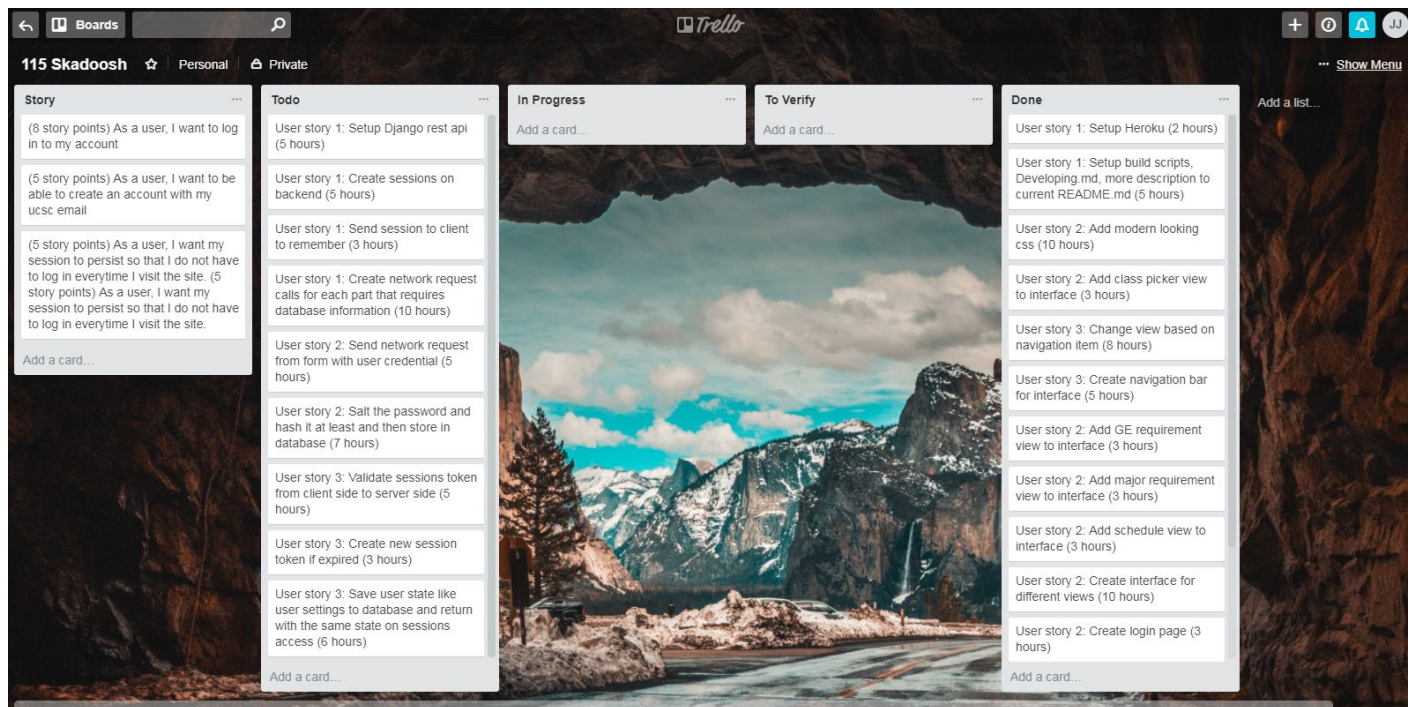 Boards
Trello
JJ
115 Skadoosh
Personal
Private
... Show Menu
Story
...
(8 story points) As a user, I want to log
in to my account
(5 story points) As a user, I want to be
able to create an account with my
ucsc email
(5 story points) As a user, I want my
session to persist so that I do not have
to log in everytime I visit the site. (5
story points) As a user, I want my
session to persist so that I do not have
to log in everytime I visit the site.
Add a card...
Todo
...
User story 1: Setup Django rest api
(5 hours)
User story 1: Create sessions on
backend (5 hours)
User story 1: Send session to client
to remember (3 hours)
User story 1: Create network request
calls for each part that requires
database information (10 hours)
User story 2: Send network request
from form with user credential (5
hours)
User story 2: Salt the password and
hash it at least and then store in
database (7 hours)
User story 3: Validate sessions token
from client side to server side (5
hours)
User story 3: Create new session
token if expired (3 hours)
User story 3: Save user state like
user settings to database and return
with the same state on sessions
access (6 hours)
Add a card...
In Progress
...
Add a card...
To Verify
...
Add a card...
Done
...
User story 1: Setup Heroku (2 hours)
User story 1: Setup build scripts,
Developing.md, more description to
current README.md (5 hours)
User story 2: Add modern looking
css (10 hours)
User story 2: Add class picker view
to interface (3 hours)
User story 3: Change view based on
navigation item (8 hours)
User story 3: Create navigation bar
for interface (5 hours)
User story 2: Add GE requirement
view to interface (3 hours)
User story 2: Add major requirement
view to interface (3 hours)
User story 2: Add schedule view to
interface (3 hours)
User story 2: Create interface for
different views (10 hours)
User story 2: Create login page (3
hours)
Add a card...
Add a list...